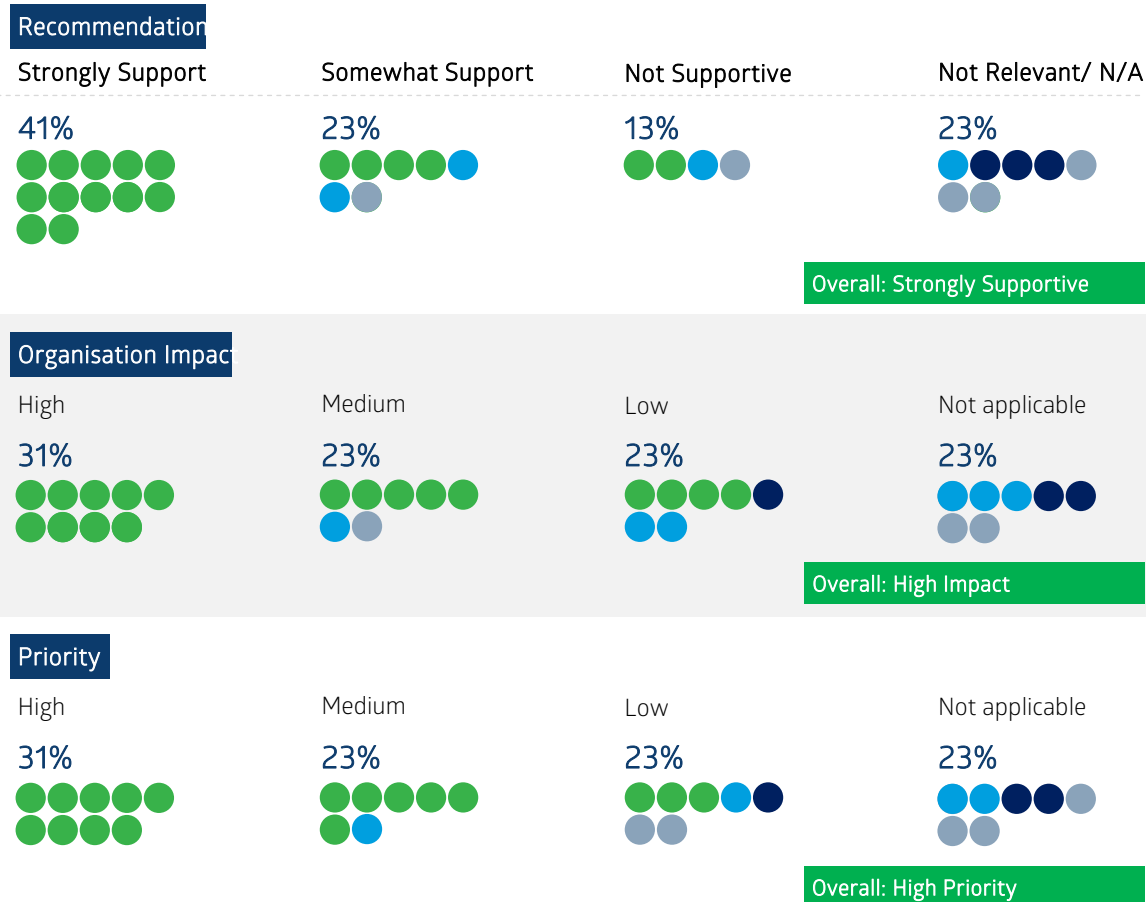 Recommendation
Strongly Support Somewhat Support Not Supportive Not Relevant/ N/A
41% 23% 13% 23%
Overall: Strongly Supportive
Organisation Impact
High Medium Low Not applicable
31% 23% 23% 23%
Overall: High Impact
Priority
High Medium Low Not applicable
31% 23% 23% 23%
Overall: High Priority